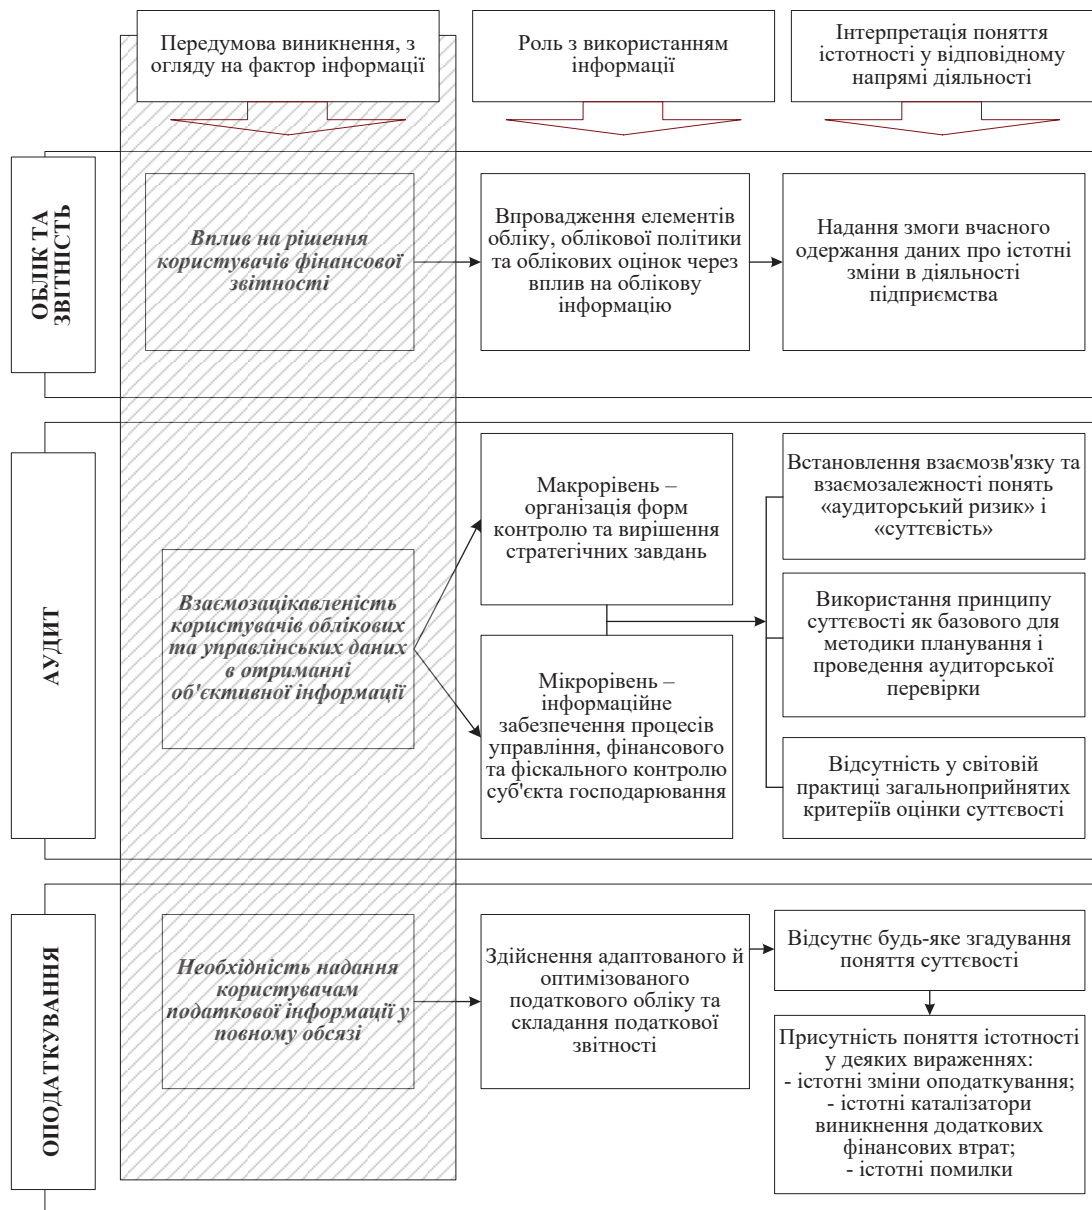 Передумова виникнення, з
огляду на фактор інформації
Роль з використанням
інформації
Інтерпретація поняття
істотності у відповідному
напрямі діяльності
ОБЛІК ТА
ЗВІТНІСТЬ
Вплив на рішення
користувачів фінансової
звітності
Впровадження елементів
обліку, облікової політики
та облікових оцінок через
вплив на облікову
інформацію
Надання змоги вчасного
одержання даних про істотні
зміни в діяльності
підприємства
АУДИТ
Взаємозацікавленість
користувачів облікових
та управлінських даних
в отриманні
об'єктивної інформації
Макрорівень –
організація форм
контролю та вирішення
стратегічних завдань
Мікрорівень –
інформаційне
забезпечення процесів
управління, фінансового
та фіскального контролю
суб'єкта господарювання
Встановлення взаємозв'язку та
взаємозалежності понять
«аудиторський ризик» і
«суттєвість»
Використання принципу
суттєвості як базового для
методики планування і
проведення аудиторської
перевірки
Відсутність у світовій
практиці загальноприйнятих
критеріїв оцінки суттєвості
ОПОДАТКУВАННЯ
Необхідність надання
користувачам
податкової інформації у
повному обсязі
Здійснення адаптованого й
оптимізованого
податкового обліку та
складання податкової
звітності
Відсутнє будь-яке згадування
поняття суттєвості
Присутність поняття істотності
у деяких вираженнях:
- істотні зміни оподаткування;
- істотні каталізатори
виникнення додаткових
фінансових втрат;
- істотні помилки